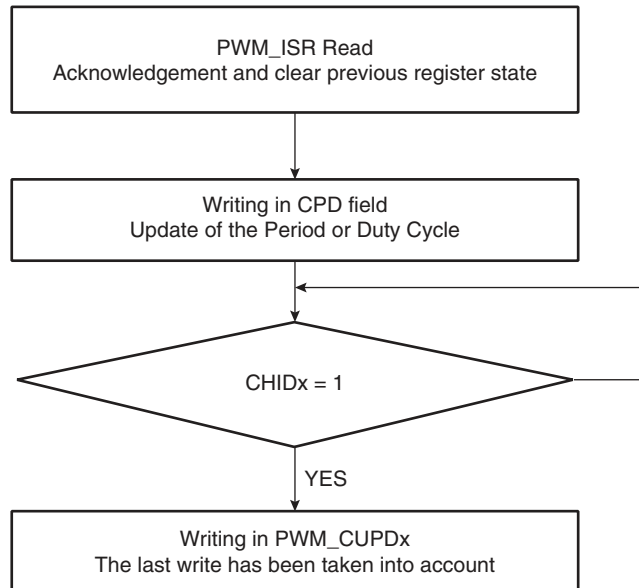 PWM_ISR Read
Acknowledgement and clear previous register state
Writing in CPD field
Update of the Period or Duty Cycle
CHIDx = 1
YES
Writing in PWM_CUPDx
The last write has been taken into account